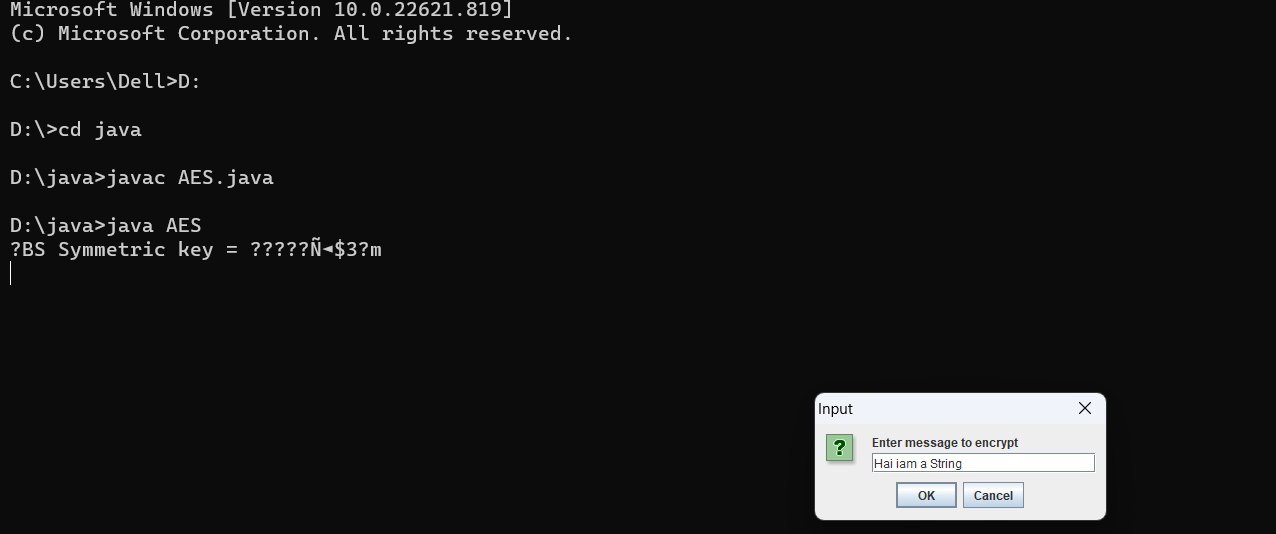 Microsoft Windows [Version 10.0.22621.819]
(c) Microsoft Corporation. All rights reserved.
C:\Users\Dell>D:
D:\>cd java
D:\java>javac AES.java
D:\java>java AES
?BS Symmetric key = ?????Ñ◄$3?m
Input
?
Enter message to encrypt
Hai iam a String
OK Cancel